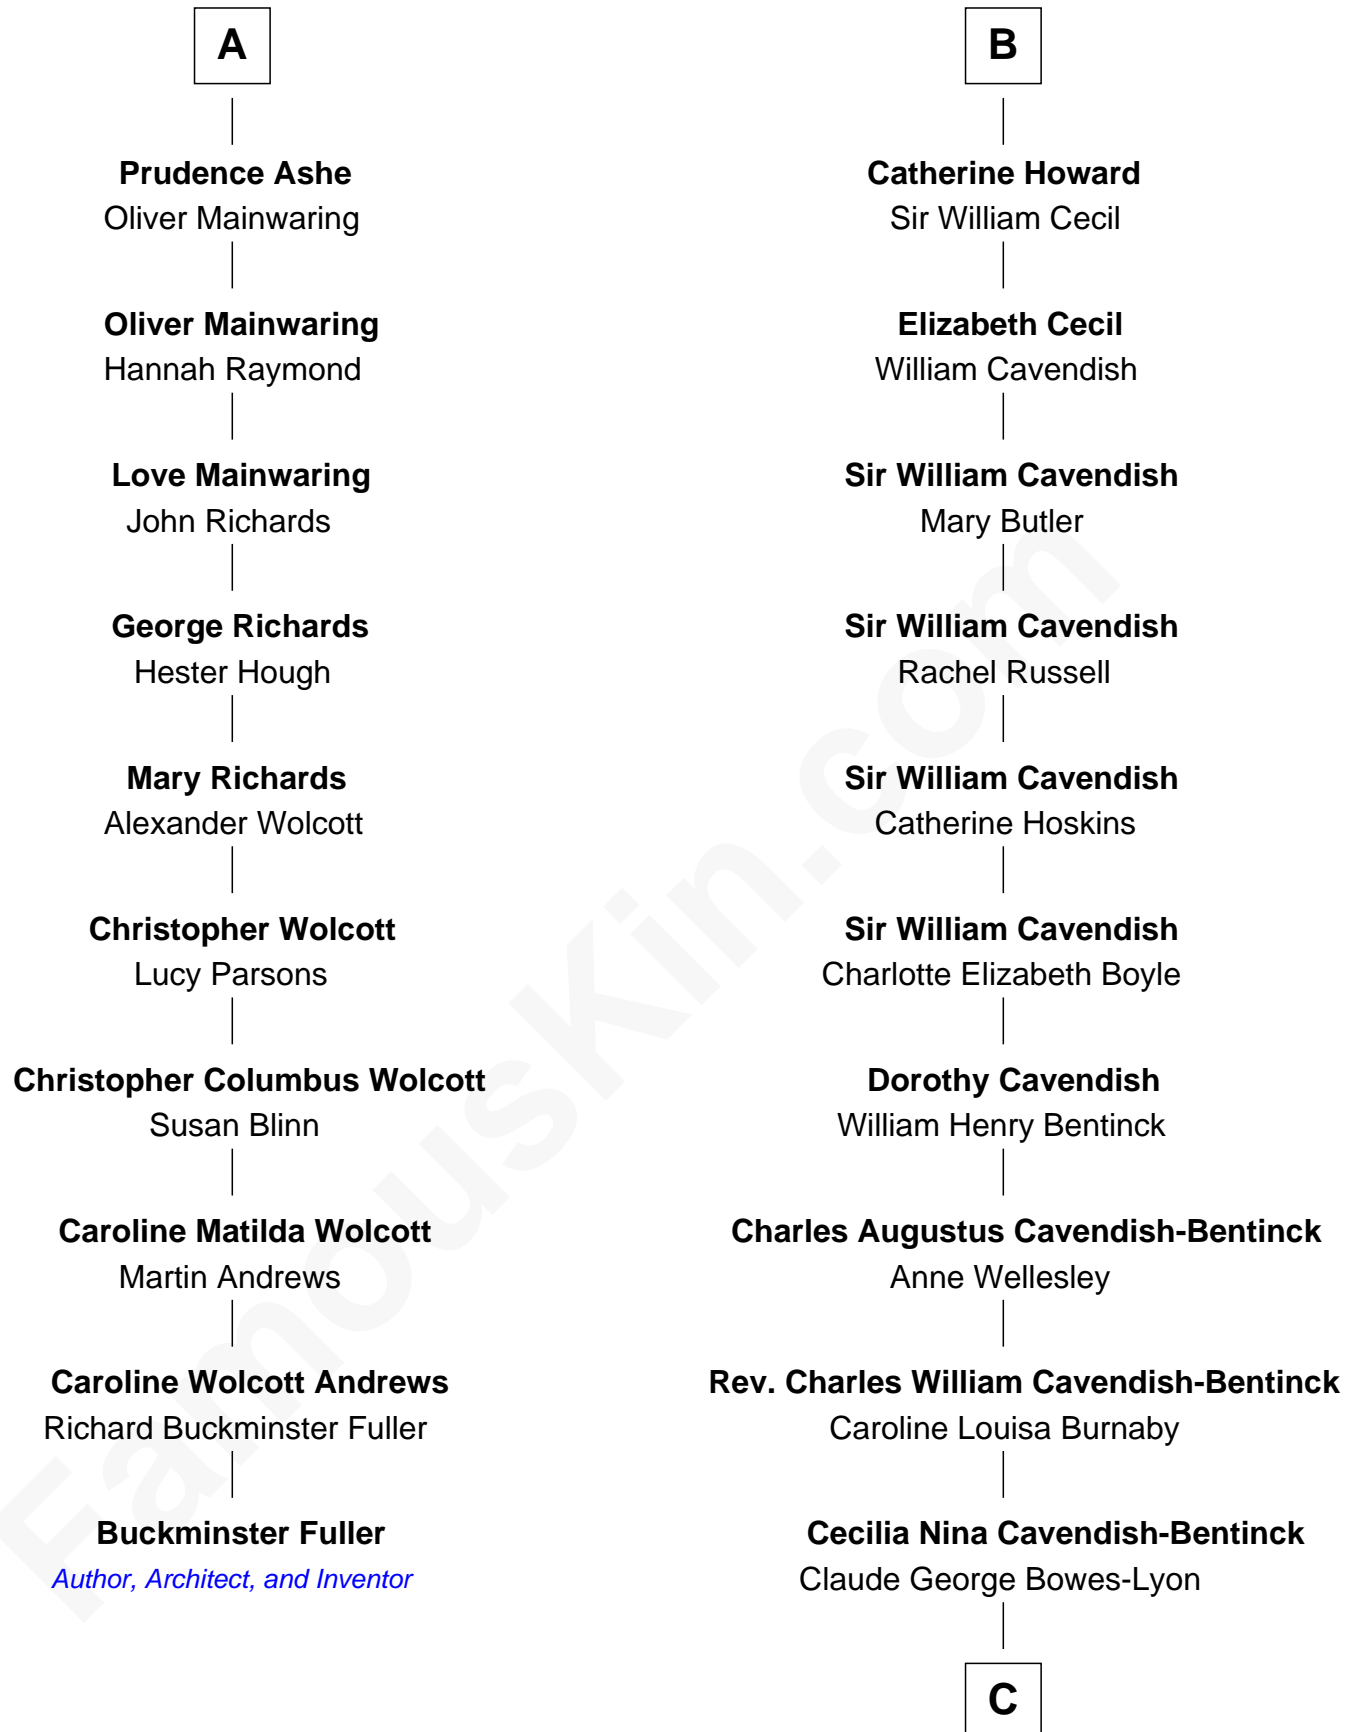 A
Prudence Ashe
Oliver Mainwaring
Oliver Mainwaring
Hannah Raymond
Love Mainwaring
John Richards
George Richards
Hester Hough
Mary Richards
Alexander Wolcott
Christopher Wolcott
Lucy Parsons
Christopher Columbus Wolcott
Susan Blinn
Caroline Matilda Wolcott
Martin Andrews
Caroline Wolcott Andrews
Richard Buckminster Fuller
Buckminster Fuller
Author, Architect, and Inventor
B
Catherine Howard
Sir William Cecil
Elizabeth Cecil
William Cavendish
Sir William Cavendish
Mary Butler
Sir William Cavendish
Rachel Russell
Sir William Cavendish
Catherine Hoskins
Sir William Cavendish
Charlotte Elizabeth Boyle
Dorothy Cavendish
William Henry Bentinck
Charles Augustus Cavendish-Bentinck
Anne Wellesley
Rev. Charles William Cavendish-Bentinck
Caroline Louisa Burnaby
Cecilia Nina Cavendish-Bentinck
Claude George Bowes-Lyon
C
FamousKin.com